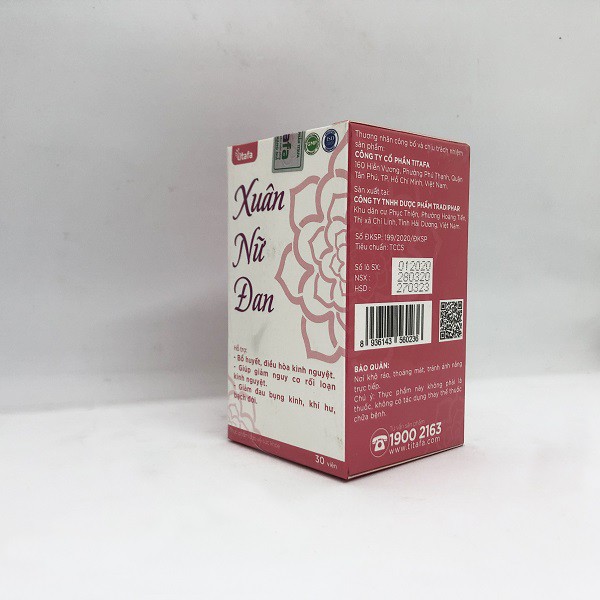 titafa
Xuân
Nữ
Đan
Hỗ trợ:
- Bổ huyết, điều hòa kinh nguyệt.
- Giúp giảm nguy cơ rối loạn
kinh nguyệt.
- Giảm đau bụng kinh, khí hư,
bạch đới.
30 viên
GMP
Thương nhân công bố và chịu trách nhiệm
sản phẩm:
CÔNG TY CỔ PHẦN TITAFA
160 Hiền Vương, Phường Phú Thạnh, Quận
Tân Phú, TP. Hồ Chí Minh, Việt Nam.
Sản xuất tại:
CÔNG TY TNHH DƯỢC PHẨM TRADIPHAR
Khu dân cư Phục Thiện, Phường Hoàng Tiến,
Thị xã Chí Linh, Tỉnh Hải Dương, Việt Nam.
Số ĐKSP: 199/2020/ĐKSP
Tiêu chuẩn: TCCS
Số lô SX: 012020
NSX : 280320
HSD : 270323
8 936143 560236
BẢO QUẢN:
Nơi khô ráo, thoáng mát, tránh ánh nắng
trực tiếp.
Chú ý: Thực phẩm này không phải là
thuốc, không có tác dụng thay thế thuốc
chữa bệnh.
1900 2163
www.titafa.com